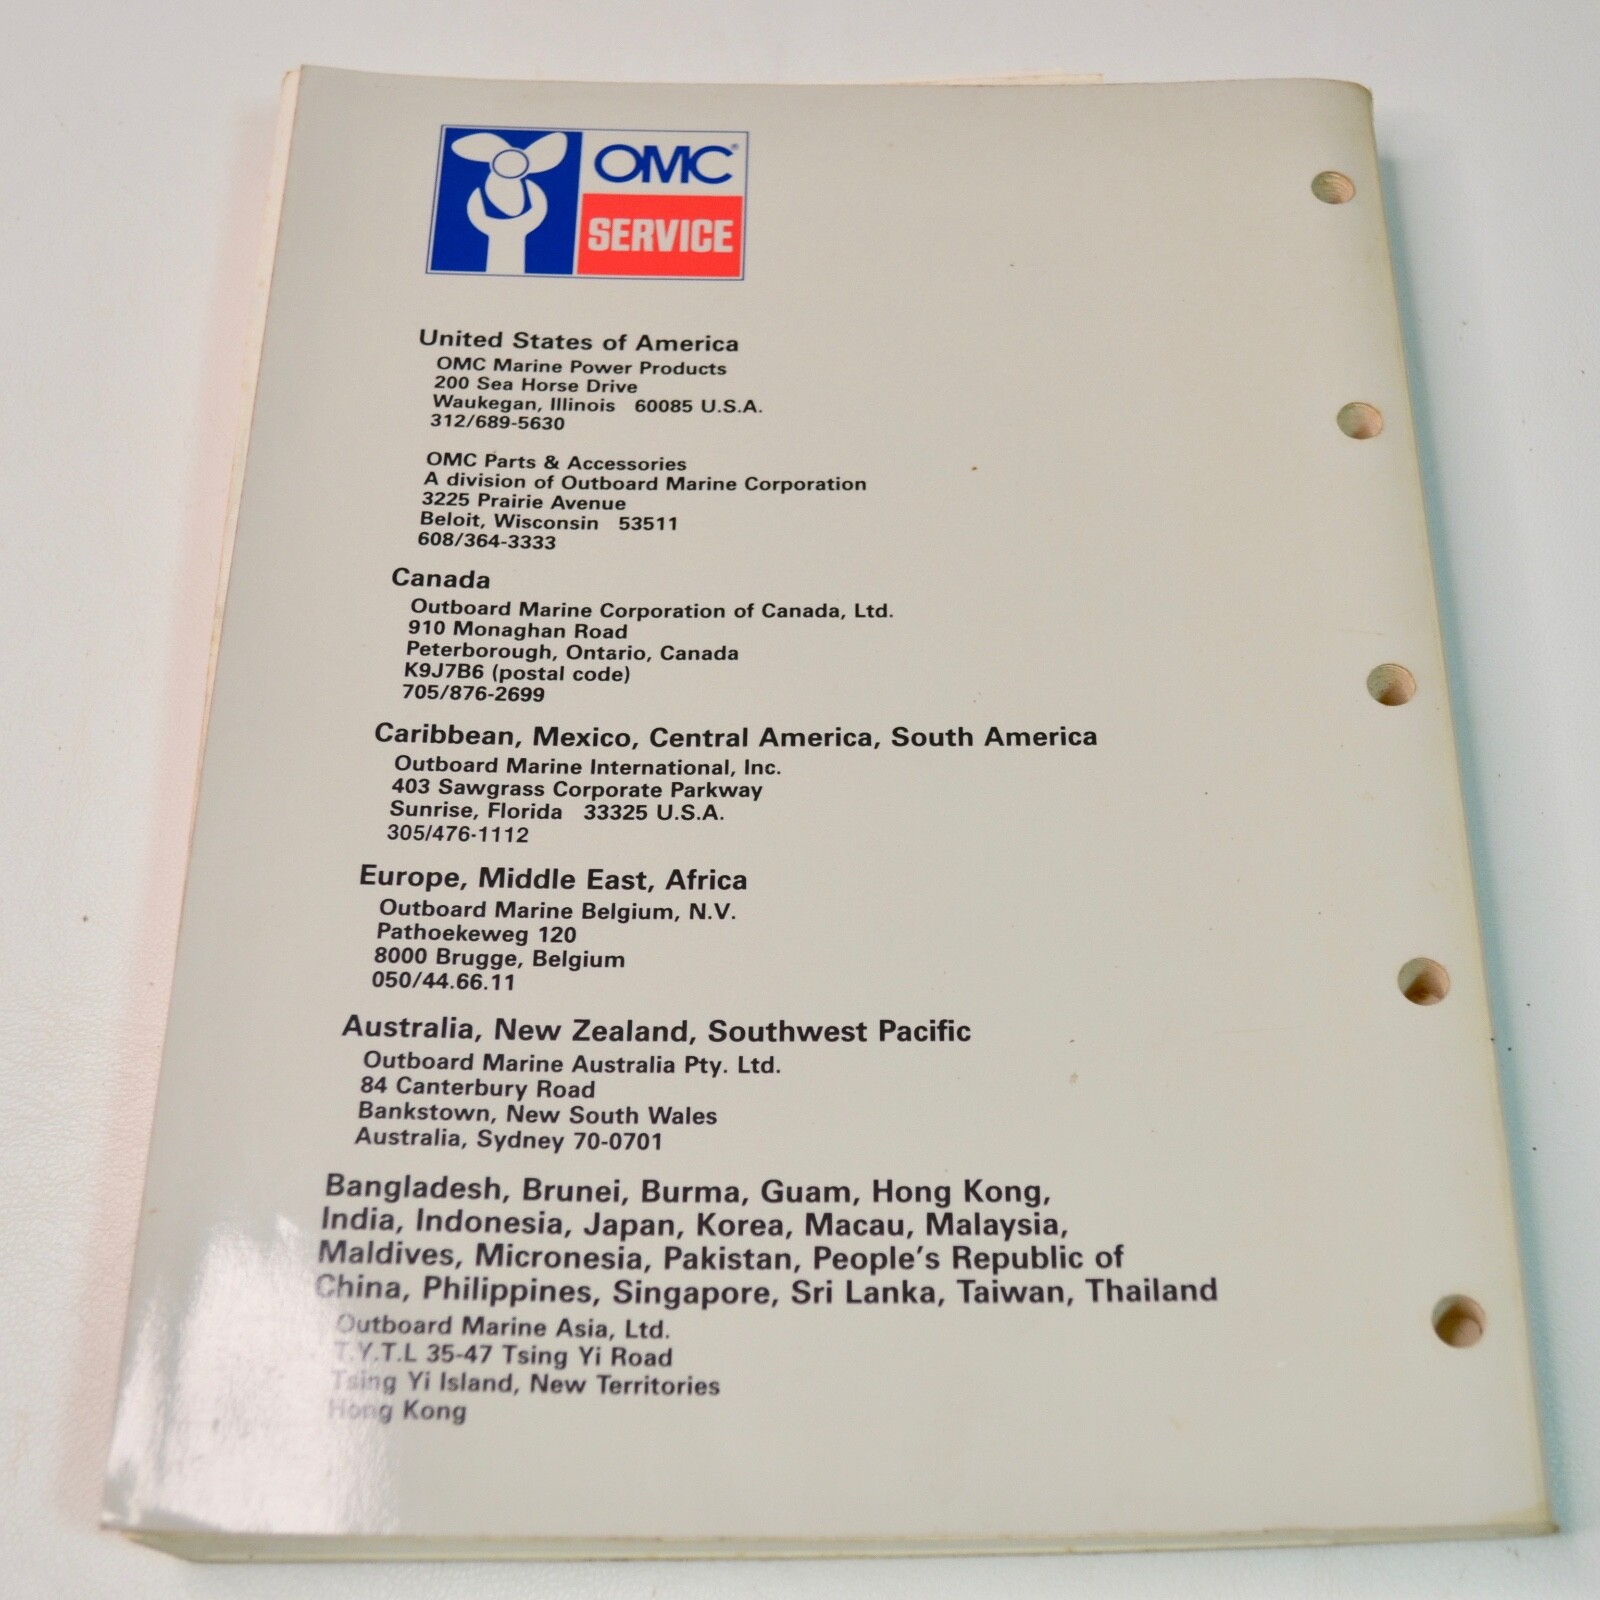 OMC®
SERVICE
United States of America
OMC Marine Power Products
200 Sea Horse Drive
Waukegan, Illinois 60085 U.S.A.
312/689-5630
OMC Parts & Accessories
A division of Outboard Marine Corporation
3225 Prairie Avenue
Beloit, Wisconsin 53511
608/364-3333
Canada
Outboard Marine Corporation of Canada, Ltd.
910 Monaghan Road
Peterborough, Ontario, Canada
K9J7B6 (postal code)
705/876-2699
Caribbean, Mexico, Central America, South America
Outboard Marine International, Inc.
403 Sawgrass Corporate Parkway
Sunrise, Florida 33325 U.S.A.
305/476-1112
Europe, Middle East, Africa
Outboard Marine Belgium, N.V.
Pathoekeweg 120
8000 Brugge, Belgium
050/44.66.11
Australia, New Zealand, Southwest Pacific
Outboard Marine Australia Pty. Ltd.
84 Canterbury Road
Bankstown, New South Wales
Australia, Sydney 70-0701
Bangladesh, Brunei, Burma, Guam, Hong Kong,
India, Indonesia, Japan, Korea, Macau, Malaysia,
Maldives, Micronesia, Pakistan, People's Republic of
China, Philippines, Singapore, Sri Lanka, Taiwan, Thailand
Outboard Marine Asia, Ltd.
T.Y.T.L 35-47 Tsing Yi Road
Tsing Yi Island, New Territories
Hong Kong